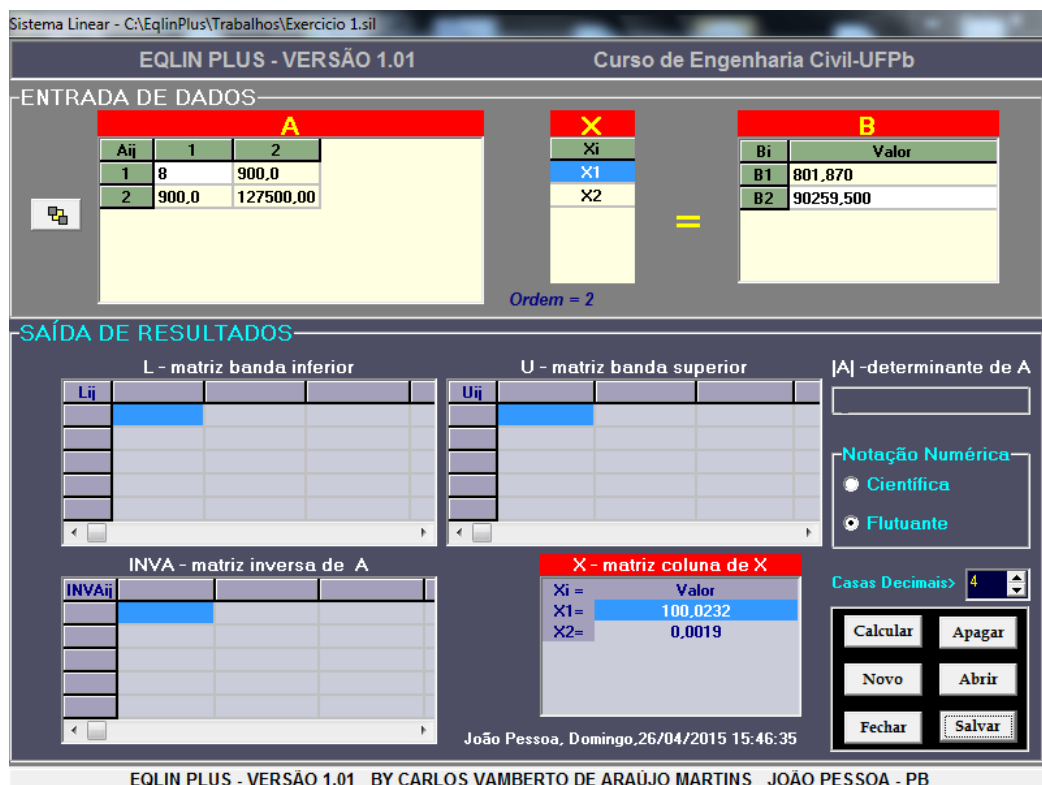 Sistema Linear - C:\EqlinPlus\Trabalhos\Exercicio 1.sil
EQLIN PLUS - VERSÃO 1.01 Curso de Engenharia Civil-UFPb
ENTRADA DE DADOS
A X B
Aij 1 2 Xi Bi Valor
1 8 900,0 X1 B1 801,870
2 900,0 127500,00 X2 B2 90259,500
=
Ordem = 2
SAÍDA DE RESULTADOS
L - matriz banda inferior U - matriz banda superior |A| -determinante de A
Lij Uij
Notação Numérica
Científica
Flutuante
INVA - matriz inversa de A X - matriz coluna de X
INVAij Xi = Valor Casas Decimais> 4
X1= 100,0232
X2= 0,0019
Calcular Apagar
Novo Abrir
Fechar Salvar
João Pessoa, Domingo,26/04/2015 15:46:35
EQLIN PLUS - VERSÃO 1.01 BY CARLOS VAMBERTO DE ARAÚJO MARTINS JOÃO PESSOA - PB